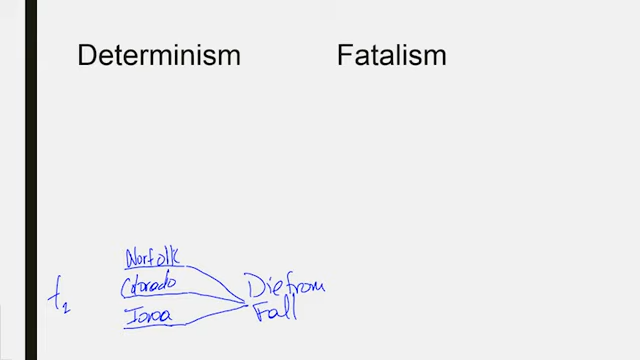 Determinism Fatalism
Norfolk
Colorado
Iowa
t₂
Die from
Fall